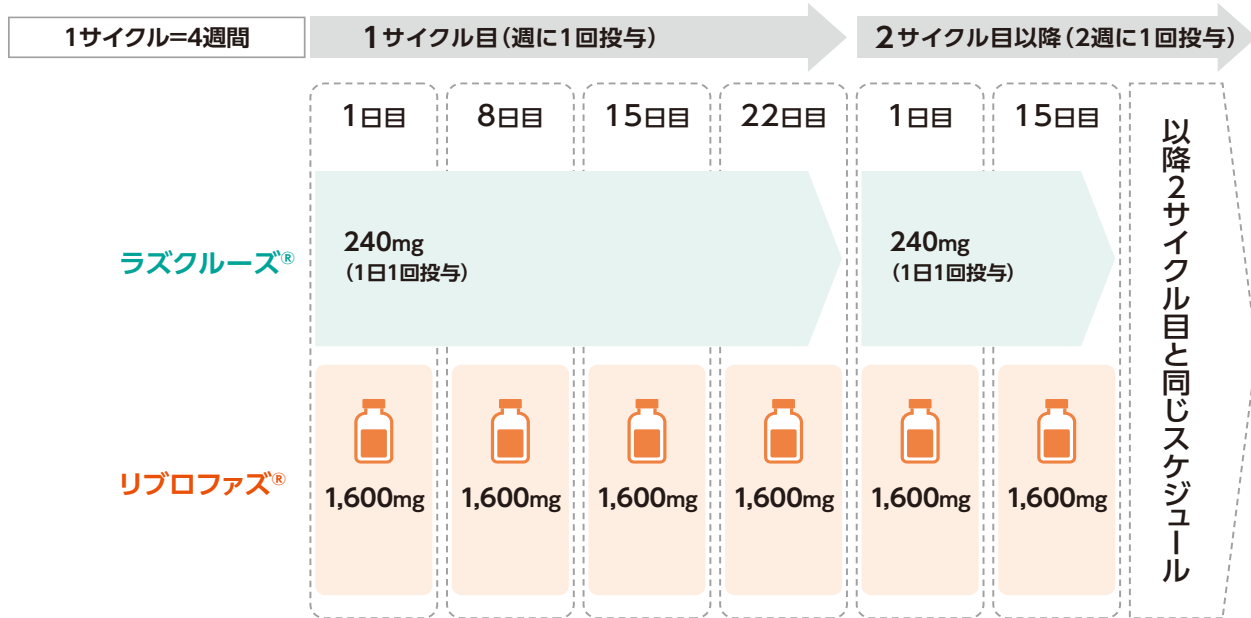 1サイクル=4週間
1サイクル目(週に1回投与)
2サイクル目以降(2週に1回投与)
1日目
8日目
15日目
22日目
1日目
15日目
以降2サイクル目と同じスケジュール
ラズクルーズ®
240mg
(1日1回投与)
240mg
(1日1回投与)
リブロファズ®
1,600mg
1,600mg
1,600mg
1,600mg
1,600mg
1,600mg